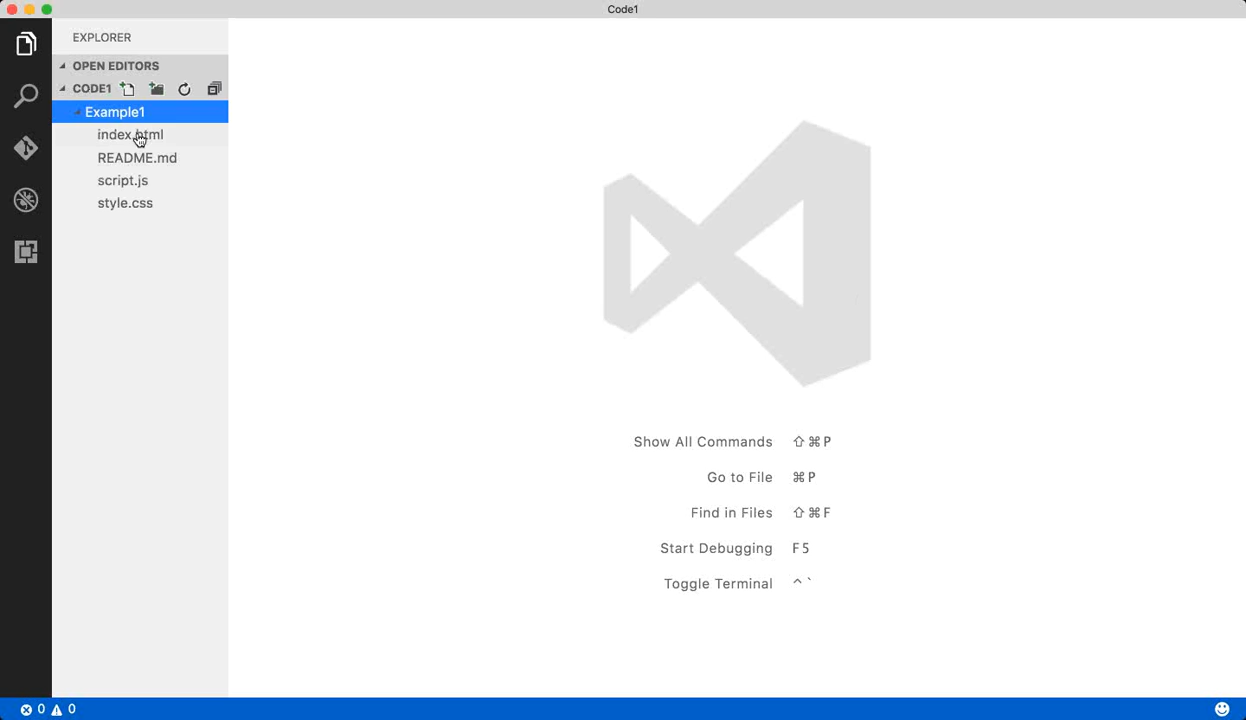 Code1
EXPLORER
OPEN EDITORS
CODE1
Example1
index.html
README.md
script.js
style.css
Show All Commands ⇧⌘P
Go to File ⌘P
Find in Files ⇧⌘F
Start Debugging F5
Toggle Terminal ^`
0 0